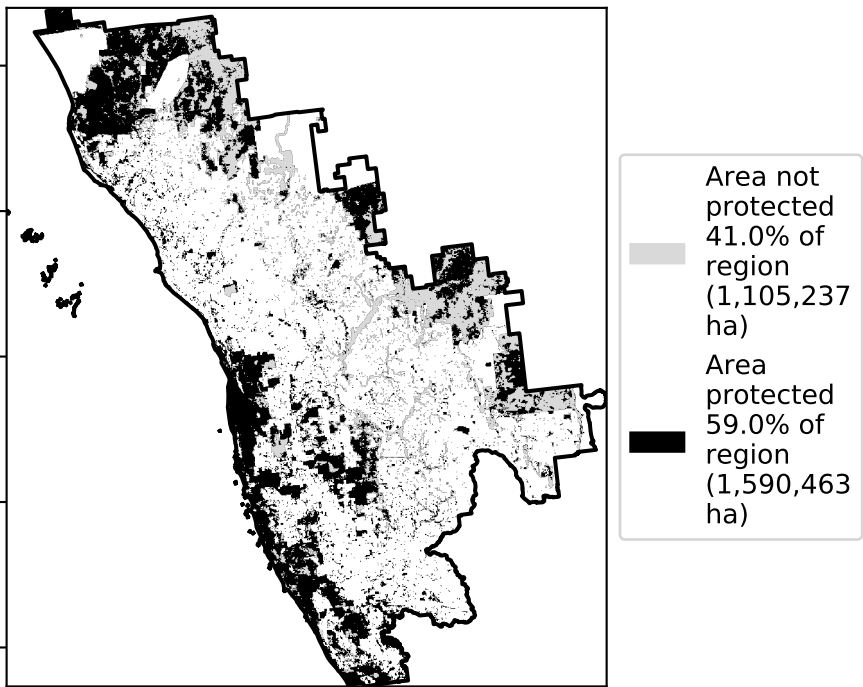 Area not
protected
41.0% of
region
(1,105,237
ha)
Area
protected
59.0% of
region
(1,590,463
ha)